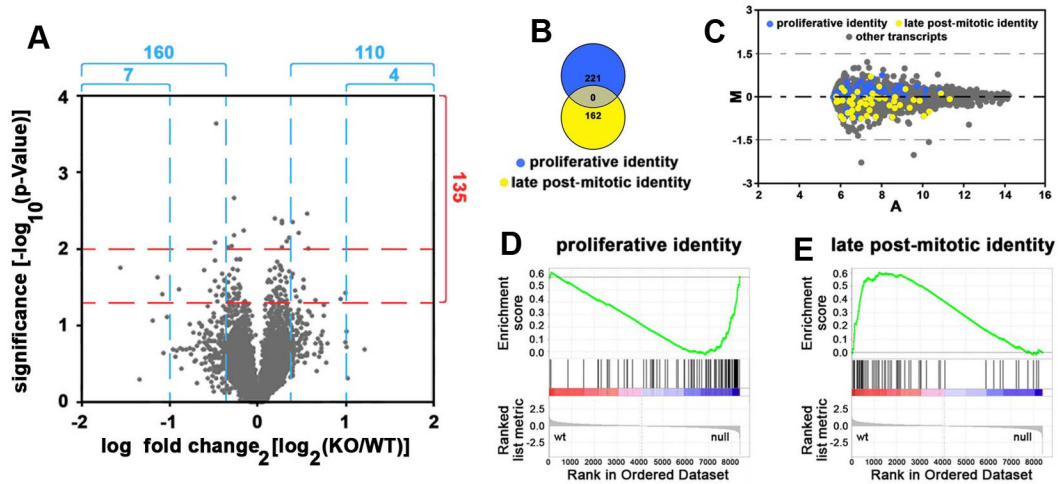 A
160
110
7
4
4
3
2
1
0
-2
-1
0
1
2
significance [-log10(p-Value)]
log fold change2[log2(KO/WT)]
135
B
221
0
162
proliferative identity
late post-mitotic identity
C
proliferative identity
late post-mitotic identity
other transcripts
3
1.5
0
-1.5
-3
M
2
4
6
8
10
12
14
16
A
D
proliferative identity
Enrichment
score
0.6
0.5
0.4
0.3
0.2
0.1
0.0
Ranked
list metric
2.5
0.0
-2.5
wt
null
0
1000
2000
3000
4000
5000
6000
7000
8000
Rank in Ordered Dataset
E
late post-mitotic identity
Enrichment
score
0.6
0.5
0.4
0.3
0.2
0.1
0.0
Ranked
list metric
2.5
0.0
-2.5
wt
null
0
1000
2000
3000
4000
5000
6000
7000
8000
Rank in Ordered Dataset